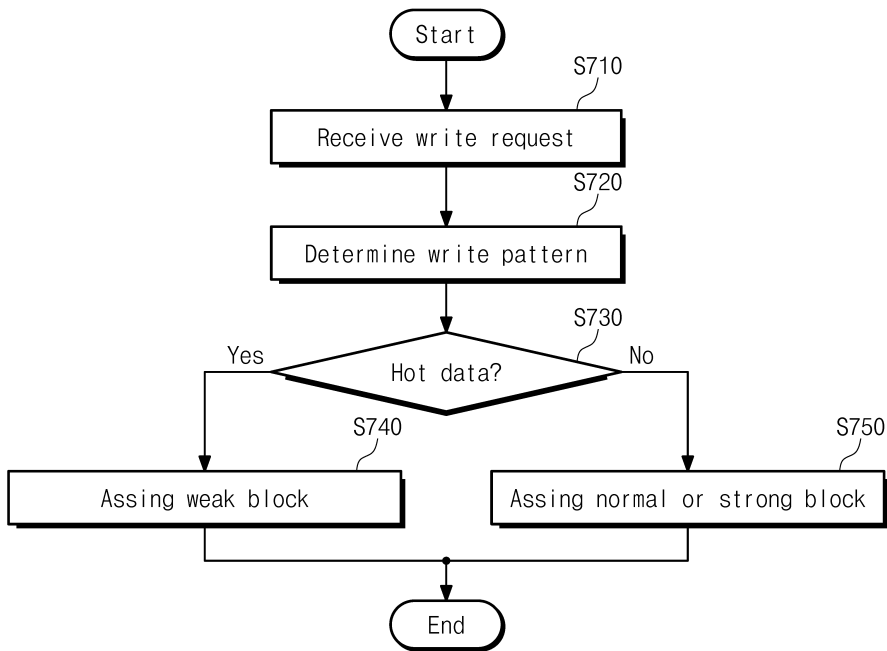 Start
S710
Receive write request
S720
Determine write pattern
S730
Yes
Hot data?
No
S740
S750
Assing weak block
Assing normal or strong block
End